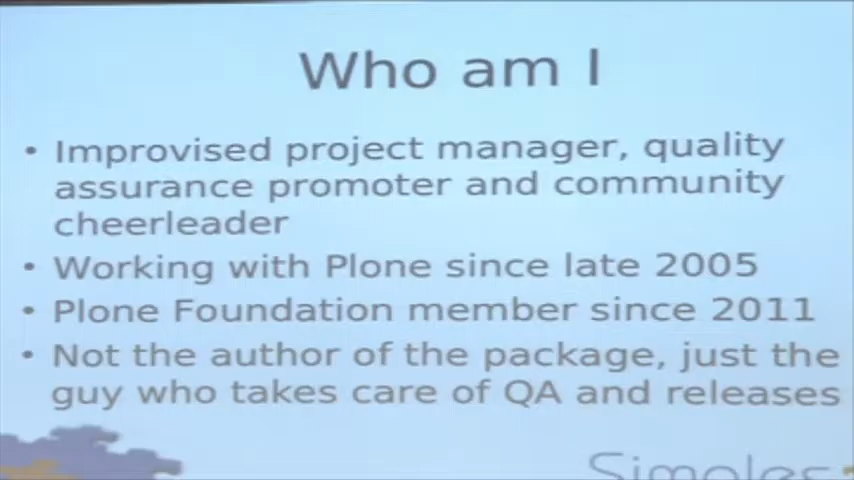 Who am I
• Improvised project manager, quality
assurance promoter and community
cheerleader
• Working with Plone since late 2005
• Plone Foundation member since 2011
• Not the author of the package, just the
guy who takes care of QA and releases
Simples